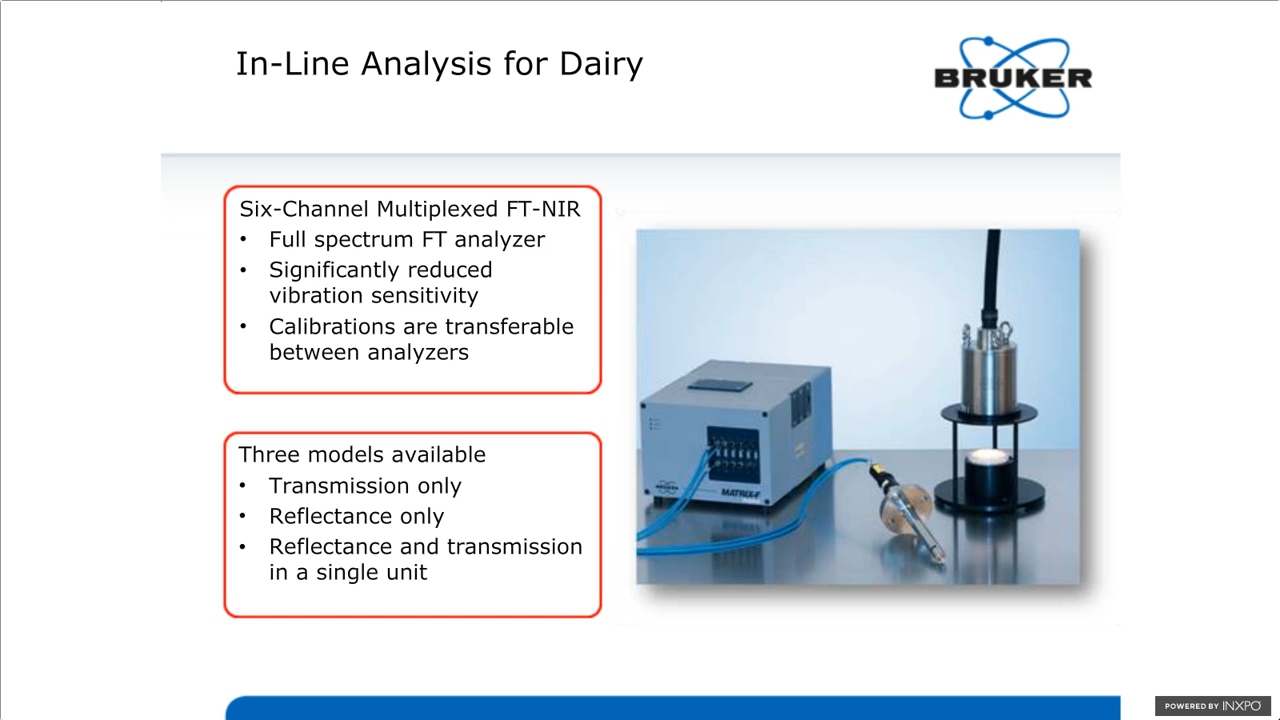 In-Line Analysis for Dairy
BRUKER
Six-Channel Multiplexed FT-NIR
• Full spectrum FT analyzer
• Significantly reduced
vibration sensitivity
• Calibrations are transferable
between analyzers
Three models available
• Transmission only
• Reflectance only
• Reflectance and transmission
in a single unit
BRUKER
MATRIX-F
POWERED BY INXPO